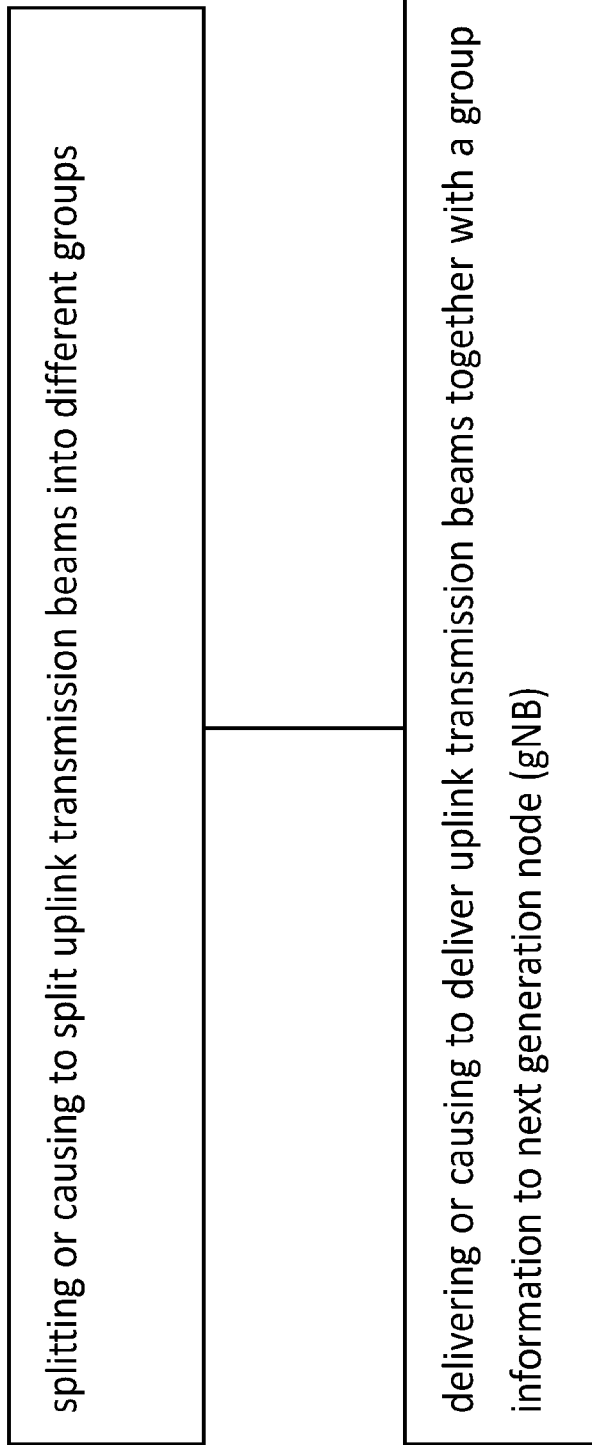 splitting or causing to split uplink transmission beams into different groups
delivering or causing to deliver uplink transmission beams together with a group
information to next generation node (gNB)